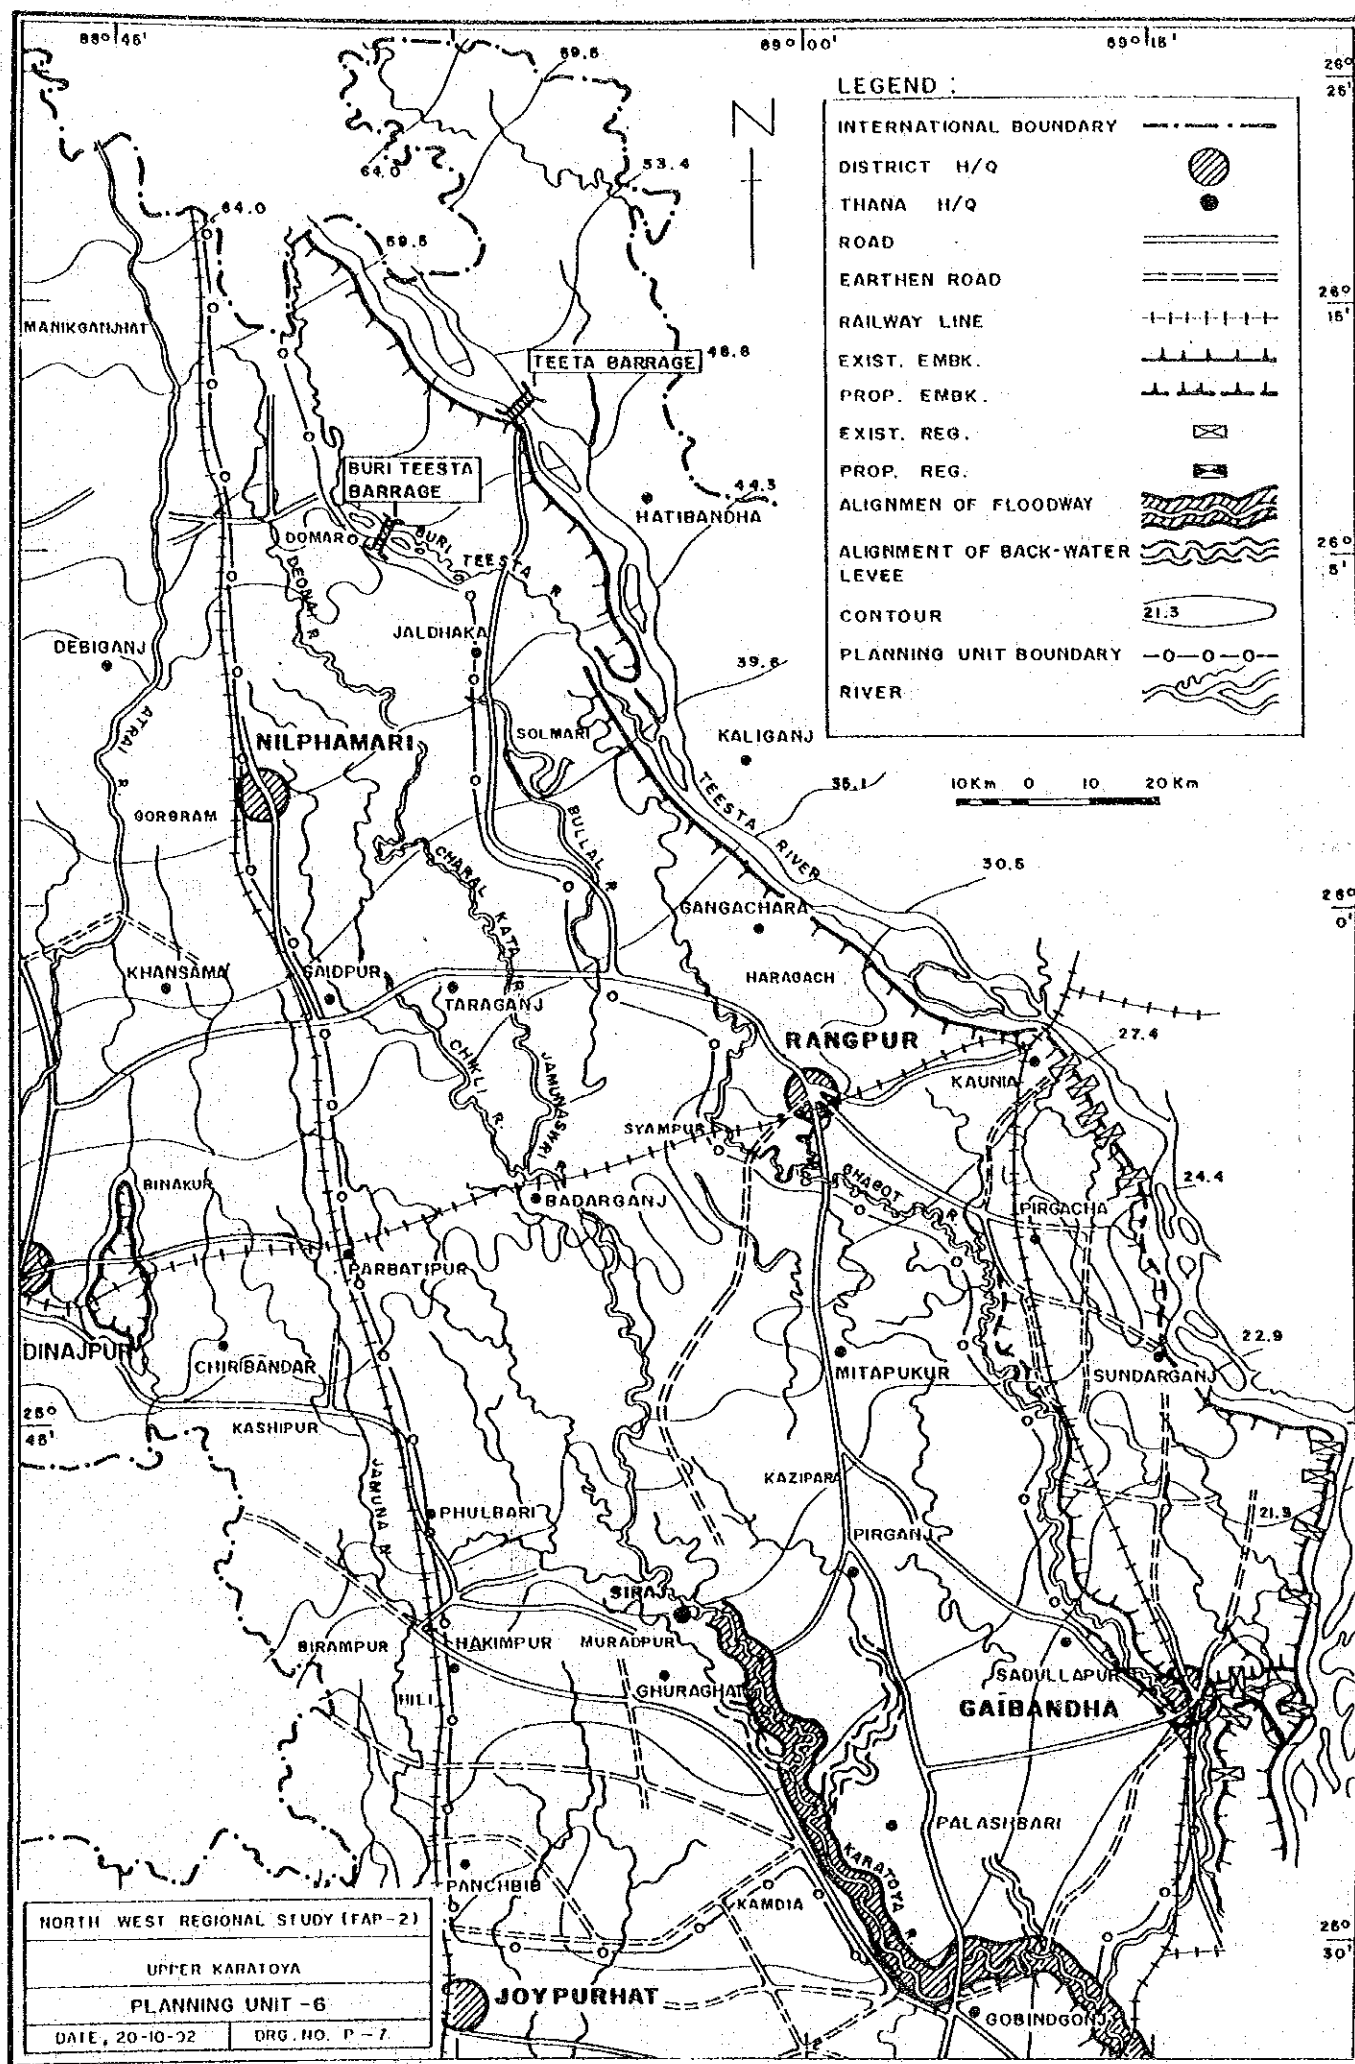 88° 45'
89° 00'
89° 15'
26°
25'
59.5
64.0
53.4
64.0
59.5
N
LEGEND :
INTERNATIONAL BOUNDARY
DISTRICT H/Q
THANA H/Q
ROAD
EARTHEN ROAD
RAILWAY LINE
EXIST. EMBK.
PROP. EMBK.
EXIST. REG.
PROP. REG.
ALIGNMEN OF FLOODWAY
ALIGNMENT OF BACK-WATER
LEVEE
CONTOUR
21.3
PLANNING UNIT BOUNDARY
RIVER
26°
15'
26°
5'
MANIKGANJHAT
TEETA BARRAGE
48.8
BURI TEESTA
BARRAGE
44.3
HATIBANDHA
DOMAR
BURI TEESTA R.
DEONAI R.
JALDHAKA
DEBIGANJ
39.6
ATRAI R.
NILPHAMARI
SOLMARI
KALIGANJ
35.1
10Km 0 10 20Km
GORGRAM
TEESTA RIVER
BULLAI R.
CHARAL KATA R.
30.5
26°
0'
GANGACHARA
HARAGACH
KHANSAMA
SAIDPUR
TARAGANJ
RANGPUR
27.4
KAUNIA
CHIKLI R.
JAMUNASWRI R.
SYAMPUR
BINAKUR
BADARGANJ
GHAGOT R.
24.4
PIRGACHA
PARBATIPUR
DINAJPUR
CHIRIBANDAR
MITAPUKUR
22.9
SUNDARGANJ
25°
45'
KASHIPUR
KAZIPARA
JAMUNA R.
PHULBARI
21.3
PIRGANJ
SIRAJ
BIRAMPUR
HAKIMPUR
MURADPUR
HILI
GHURAGHAT
SADULLAPUR
GAIBANDHA
PALASHBARI
KARATOYA R.
PANCHBIB
KAMDIA
25°
30'
NORTH WEST REGIONAL STUDY (FAP-2)
UPPER KARATOYA
PLANNING UNIT -6
DATE, 20-10-92
DRG. NO. P-7
JOYPURHAT
GOBINDGONJ